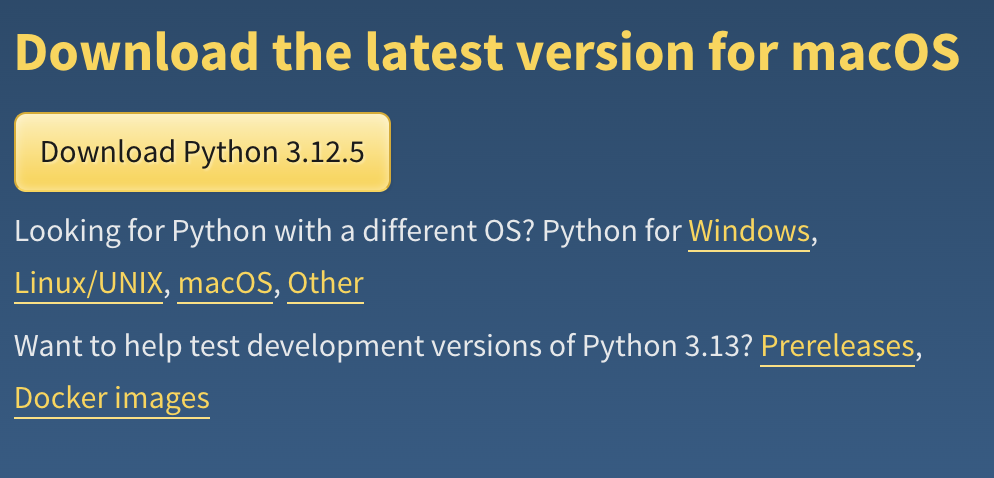 Download the latest version for macOS
Download Python 3.12.5
Looking for Python with a different OS? Python for Windows,
Linux/UNIX, macOS, Other
Want to help test development versions of Python 3.13? Prereleases,
Docker images